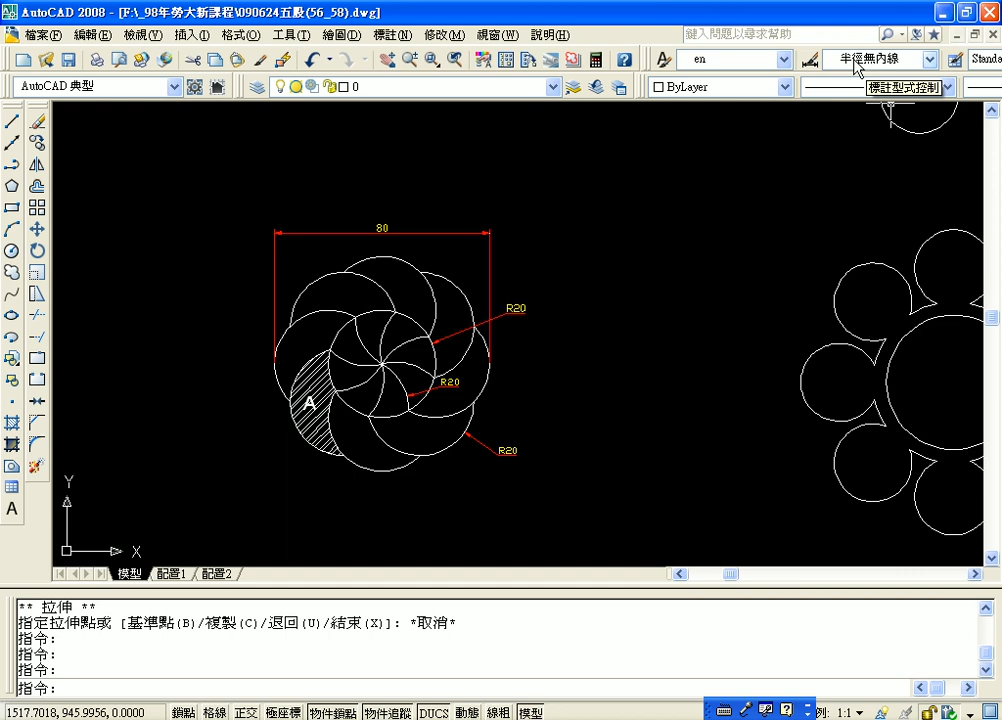 AutoCAD 2008 - [F:\_98年勞大新課程\090624五股(56_58).dwg]
檔案(F) 編輯(E) 檢視(V) 插入(I) 格式(O) 工具(T) 繪圖(D) 標註(N) 修改(M) 視窗(W) 說明(H) 鍵入問題以尋求幫助
en 半徑無內線 Standa
AutoCAD 典型 0 ByLayer 標註型式控制
80
R20
R20
A
R20
Y
X
模型 配置1 配置2
** 拉伸 **
指定拉伸點或 [基準點(B)/複製(C)/退回(U)/結束(X)]: *取消*
指令:
指令:
指令:
指令:
1517.7018, 945.9956, 0.0000 鎖點 格線 正交 極座標 物件鎖點 物件追蹤 DUCS 動態 線粗 模型 例: 1:1